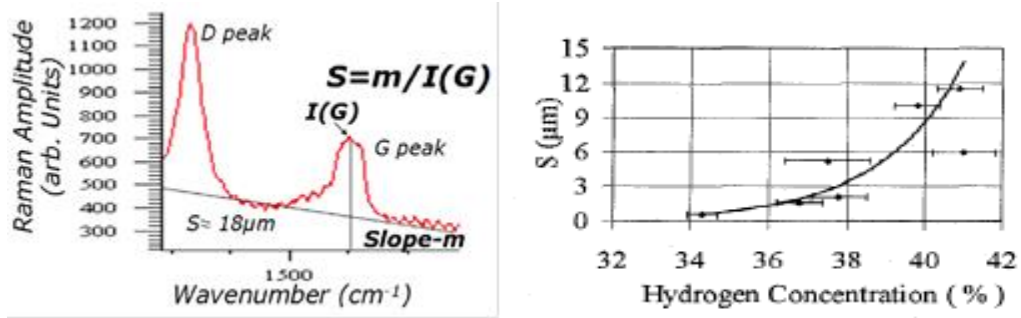 1200
1100
1000
900
800
700
600
500
400
300
Raman Amplitude
(arb. Units)
D peak
S=m/I(G)
I(G)
G peak
S≈ 18μm
Slope-m
1500
Wavenumber (cm-1)
15
12
9
6
3
0
S (μm)
32 34 36 38 40 42
Hydrogen Concentration ( % )